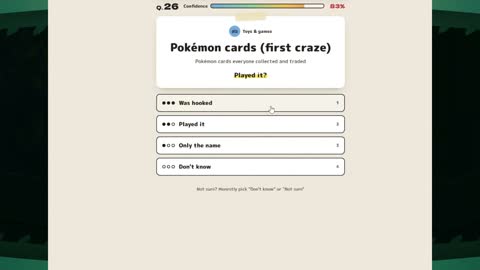 Q.26 Confidence 83%
#2 Toys & games
Pokémon cards (first craze)
Pokémon cards everyone collected and traded
Played it?
Was hooked 1
Played it 2
Only the name 3
Don't know 4
Not sure? Honestly pick "Don't know" or "Not sure"